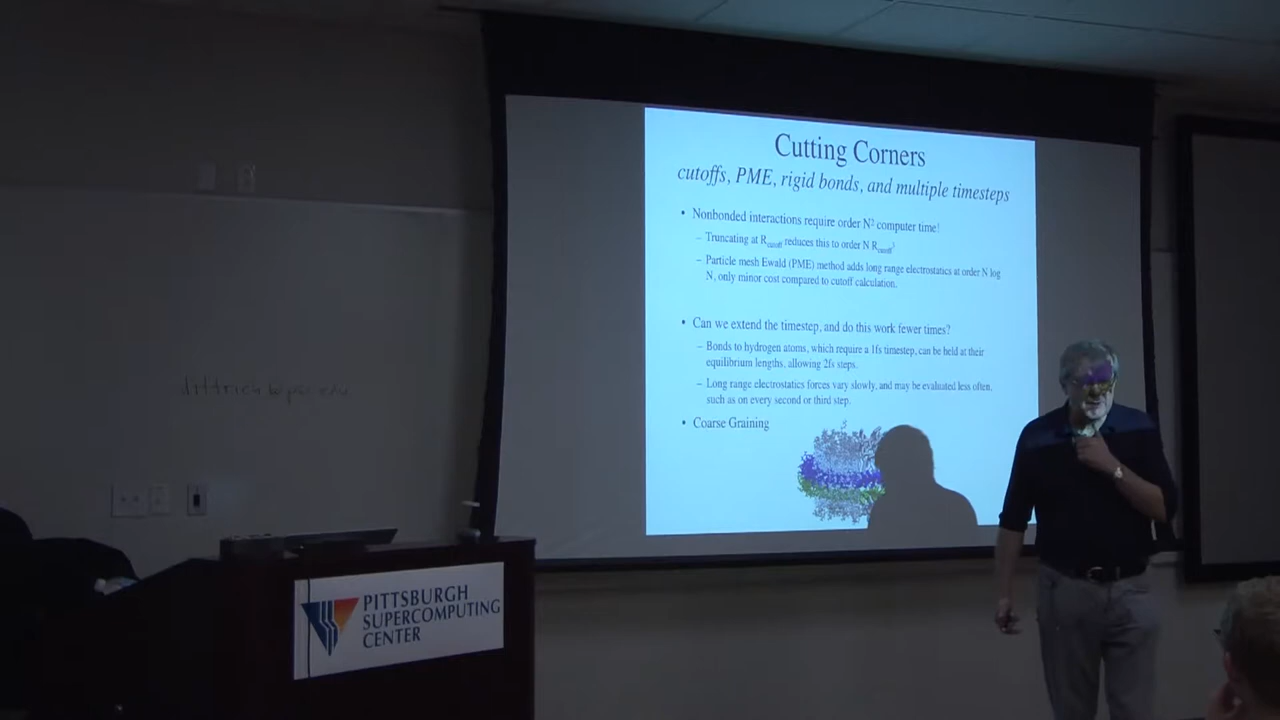 Cutting Corners
cutoffs, PME, rigid bonds, and multiple timesteps
• Nonbonded interactions require order N² computer time!
– Truncating at Rcutoff reduces this to order N Rcutoff³
– Particle mesh Ewald (PME) method adds long range electrostatics at order N log
N, only minor cost compared to cutoff calculation.
• Can we extend the timestep, and do this work fewer times?
– Bonds to hydrogen atoms, which require a 1fs timestep, can be held at their
equilibrium lengths, allowing 2fs steps.
– Long range electrostatics forces vary slowly, and may be evaluated less often,
such as on every second or third step.
• Coarse Graining
PITTSBURGH
SUPERCOMPUTING
CENTER